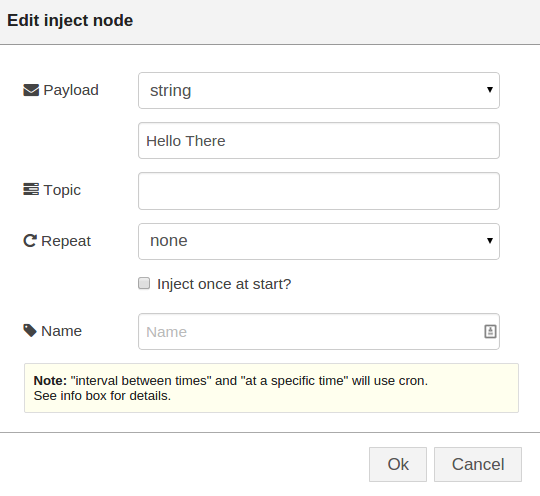 Edit inject node
Payload
string
Hello There
Topic
Repeat
none
Inject once at start?
Name
Name
Note: "interval between times" and "at a specific time" will use cron.
See info box for details.
Ok
Cancel